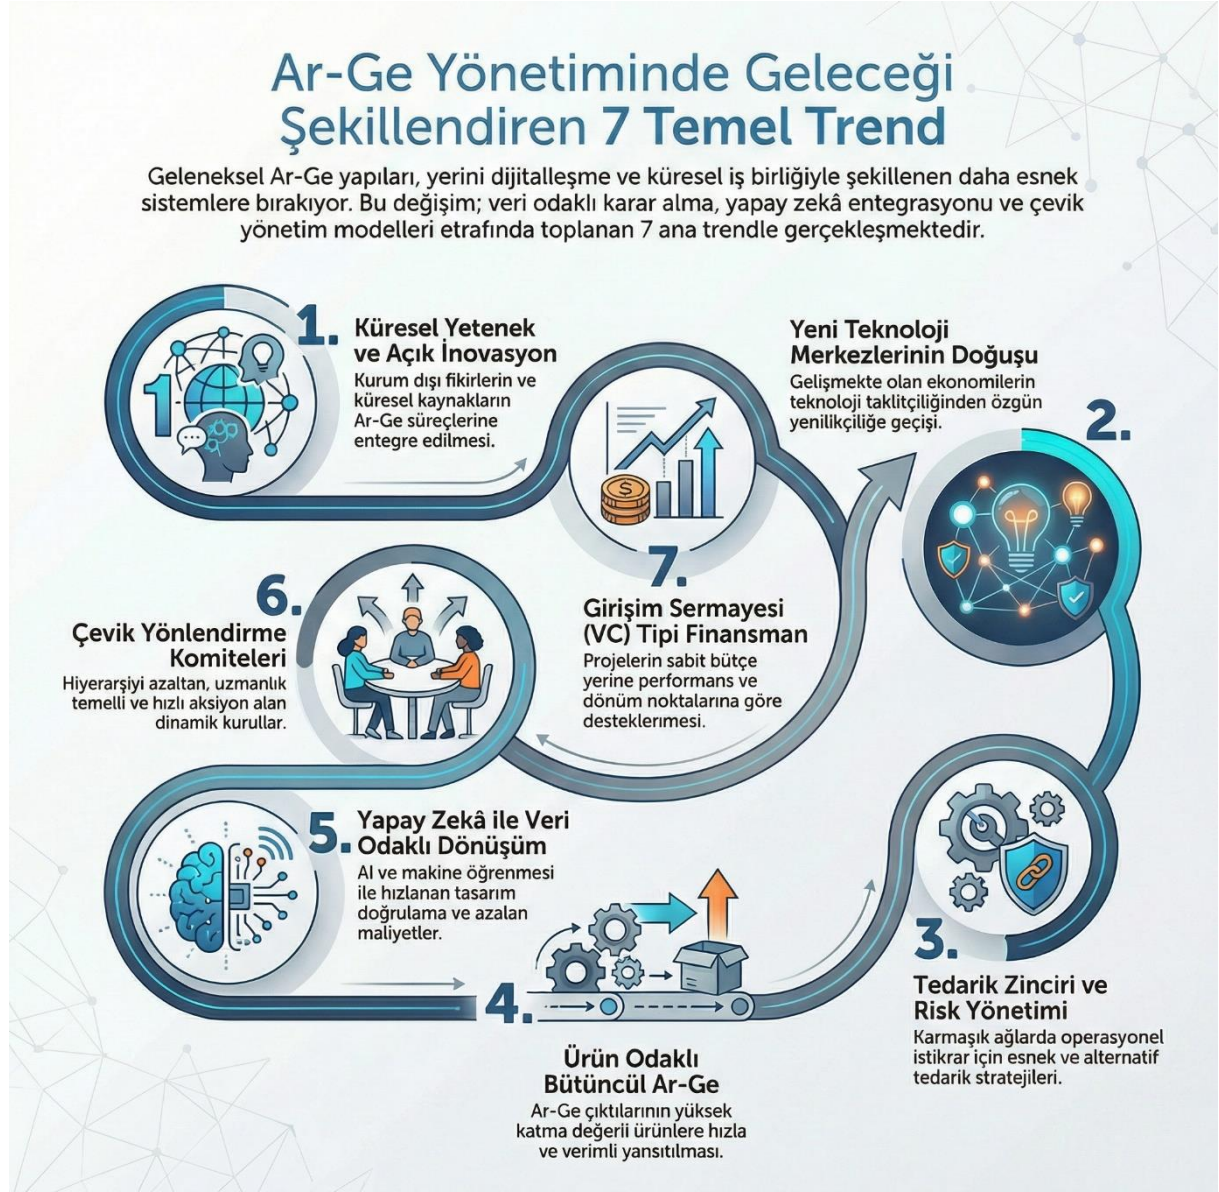 Ar-Ge Yönetiminde Geleceği
Şekillendiren 7 Temel Trend
Geleneksel Ar-Ge yapıları, yerini dijitalleşme ve küresel iş birliğiyle şekillenen daha esnek
sistemlere bırakıyor. Bu değişim; veri odaklı karar alma, yapay zekâ entegrasyonu ve çevik
yönetim modelleri etrafında toplanan 7 ana trendle gerçekleşmektedir.
1
1.
Küresel Yetenek
ve Açık İnovasyon
Kurum dışı fikirlerin ve
küresel kaynakların
Ar-Ge süreçlerine
entegre edilmesi.
Yeni Teknoloji
Merkezlerinin Doğuşu
Gelişmekte olan ekonomilerin
teknoloji taklitçiliğinden özgün
yenilikçiliğe geçişi.
2.
3.
Tedarik Zinciri ve
Risk Yönetimi
Karmaşık ağlarda operasyonel
istikrar için esnek ve alternatif
tedarik stratejileri.
4.
Ürün Odaklı
Bütüncül Ar-Ge
Ar-Ge çıktılarının yüksek
katma değerii ürünlere hızla
ve verimli yansıtılması.
5.
Yapay Zekâ ile Veri
Odaklı Dönüşüm
AI ve makine öğrenmesi
ile hızlanan tasarım
doğrulama ve azalan
maliyetler.
6.
Çevik Yönlendirme
Komiteleri
Hiyerarşiyi azaltan, uzmanlık
temelli ve hızlı aksiyon alan
dinamik kurullar.
$
7.
Girişim Sermayesi
(VC) Tipi Finansman
Projelerin sabit bütçe
yerine performans ve
dönüm noktalarına göre
desteklerımesi.